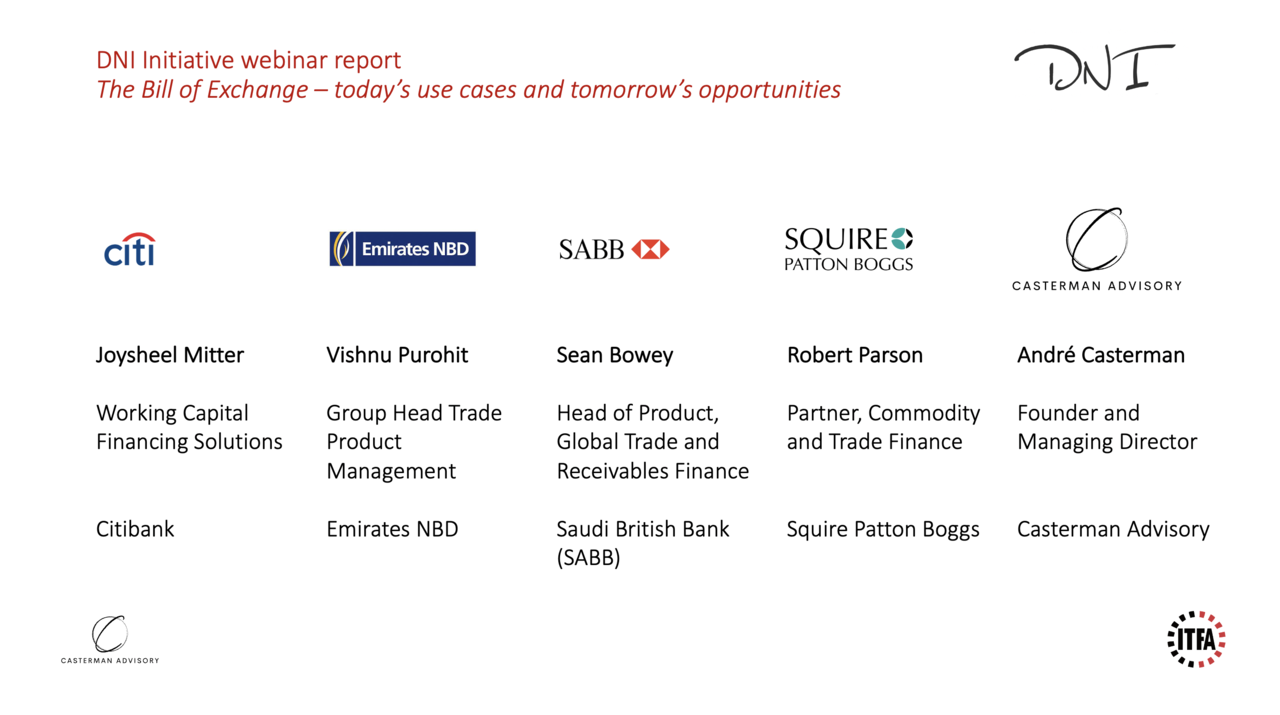 DNI Initiative webinar report
The Bill of Exchange – today's use cases and tomorrow's opportunities
DNI
citi
Emirates NBD
SABB
SQUIRE
PATTON BOGGS
CASTERMAN ADVISORY
Joysheel Mitter
Working Capital
Financing Solutions
Citibank
Vishnu Purohit
Group Head Trade
Product
Management
Emirates NBD
Sean Bowey
Head of Product,
Global Trade and
Receivables Finance
Saudi British Bank
(SABB)
Robert Parson
Partner, Commodity
and Trade Finance
Squire Patton Boggs
André Casterman
Founder and
Managing Director
Casterman Advisory
CASTERMAN ADVISORY
ITFA